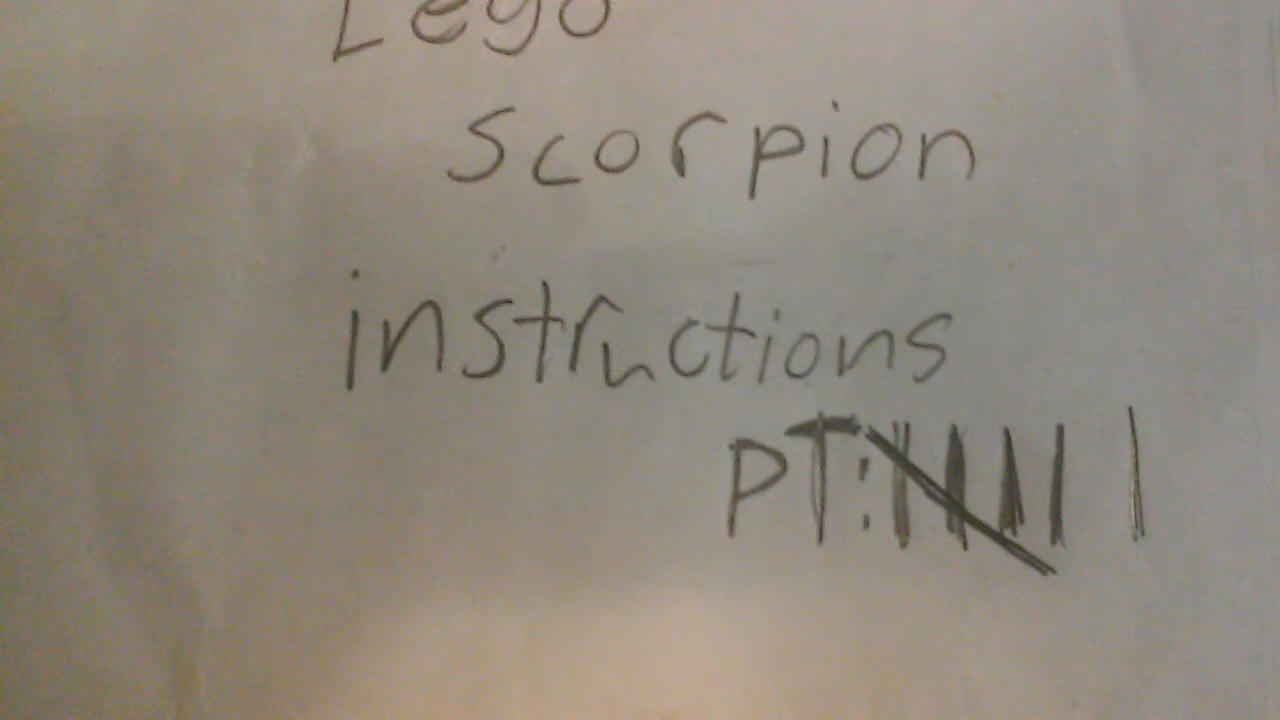 Lego
scorpion
instructions
PT: 𝍸 |